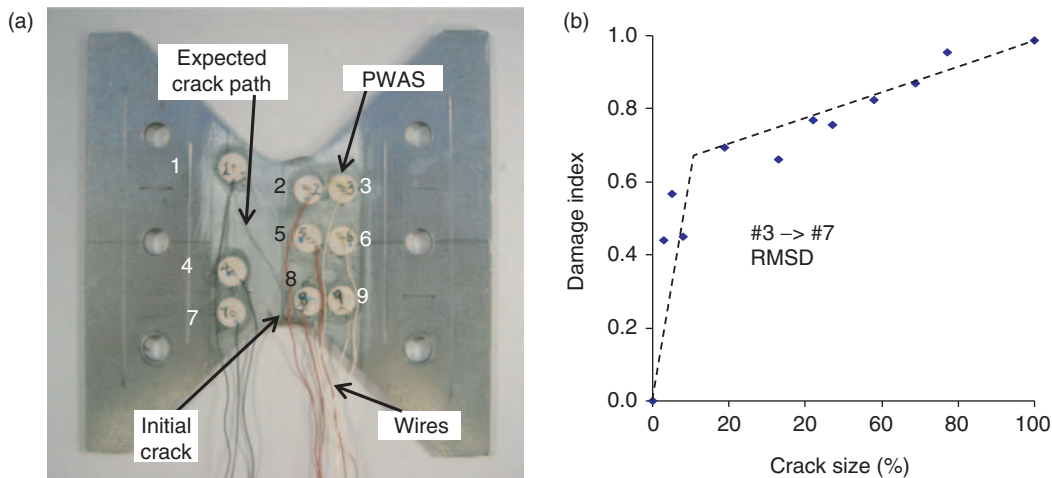 (a)
Expected
crack path
PWAS
1
2
3
4
5
6
7
8
9
Initial
crack
Wires
(b)
1.0
0.8
0.6
0.4
0.2
0.0
Damage index
#3 –> #7
RMSD
0
20
20
60
80
100
Crack size (%)